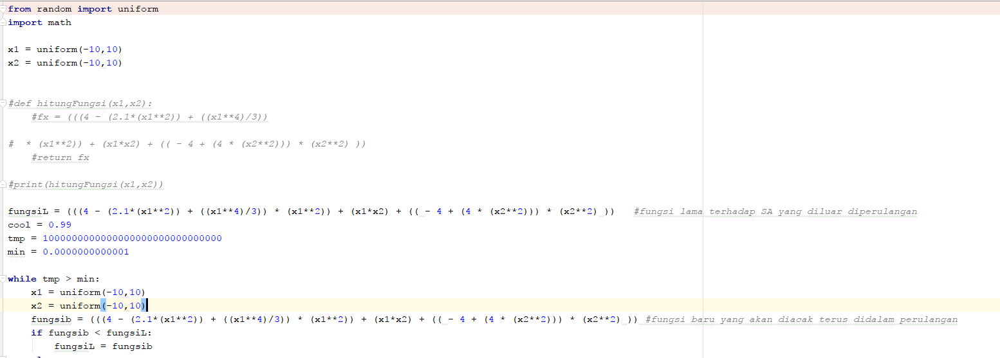 from random import uniform
import math
x1 = uniform(-10,10)
x2 = uniform(-10,10)
#def hitungFungsi(x1,x2):
#fx = (((4 - (2.1*(x1**2)) + ((x1**4)/3))
# * (x1**2)) + (x1*x2) + (( - 4 + (4 * (x2**2))) * (x2**2) ))
#return fx
#print(hitungFungsi(x1,x2))
fungsiL = (((4 - (2.1*(x1**2)) + ((x1**4)/3)) * (x1**2)) + (x1*x2) + (( - 4 + (4 * (x2**2))) * (x2**2) )) #fungsi lama terhadap SA yang diluar diperulangan
cool = 0.99
tmp = 1000000000000000000000000000000
min = 0.0000000000001
while tmp > min:
x1 = uniform(-10,10)
x2 = uniform(-10,10)
fungsib = (((4 - (2.1*(x1**2)) + ((x1**4)/3)) * (x1**2)) + (x1*x2) + (( - 4 + (4 * (x2**2))) * (x2**2) )) #fungsi baru yang akan diacak terus didalam perulangan
if fungsib < fungsiL:
fungsiL = fungsib